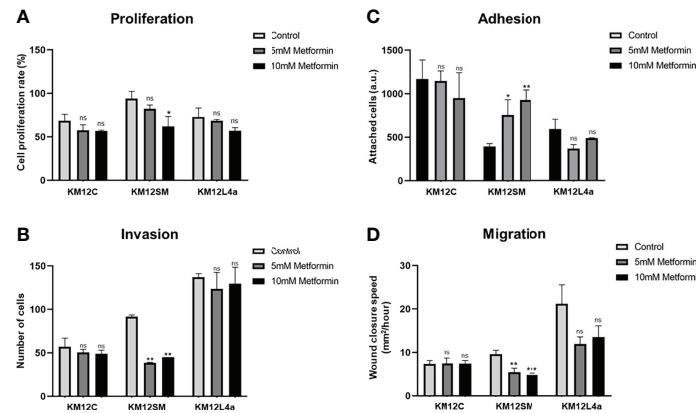 A
Proliferation
Control
5mM Metformin
10mM Metformin
Cell proliferation rate (%)
150
100
50
0
ns
ns
ns
*
ns
ns
KM12C
KM12SM
KM12L4a
B
Invasion
Control
5mM Metformin
10mM Metformin
Number of cells
150
100
50
0
ns
ns
**
**
ns
ns
KM12C
KM12SM
KM12L4a
C
Adhesion
Control
5mM Metformin
10mM Metformin
Attached cells (a.u.)
1500
1000
500
0
ns
ns
*
**
ns
ns
KM12C
KM12SM
KM12L4a
D
Migration
Control
5mM Metformin
10mM Metformin
Wound closure speed
(mm²/hour)
30
20
10
0
ns
ns
**
***
ns
ns
KM12C
KM12SM
KM12L4a